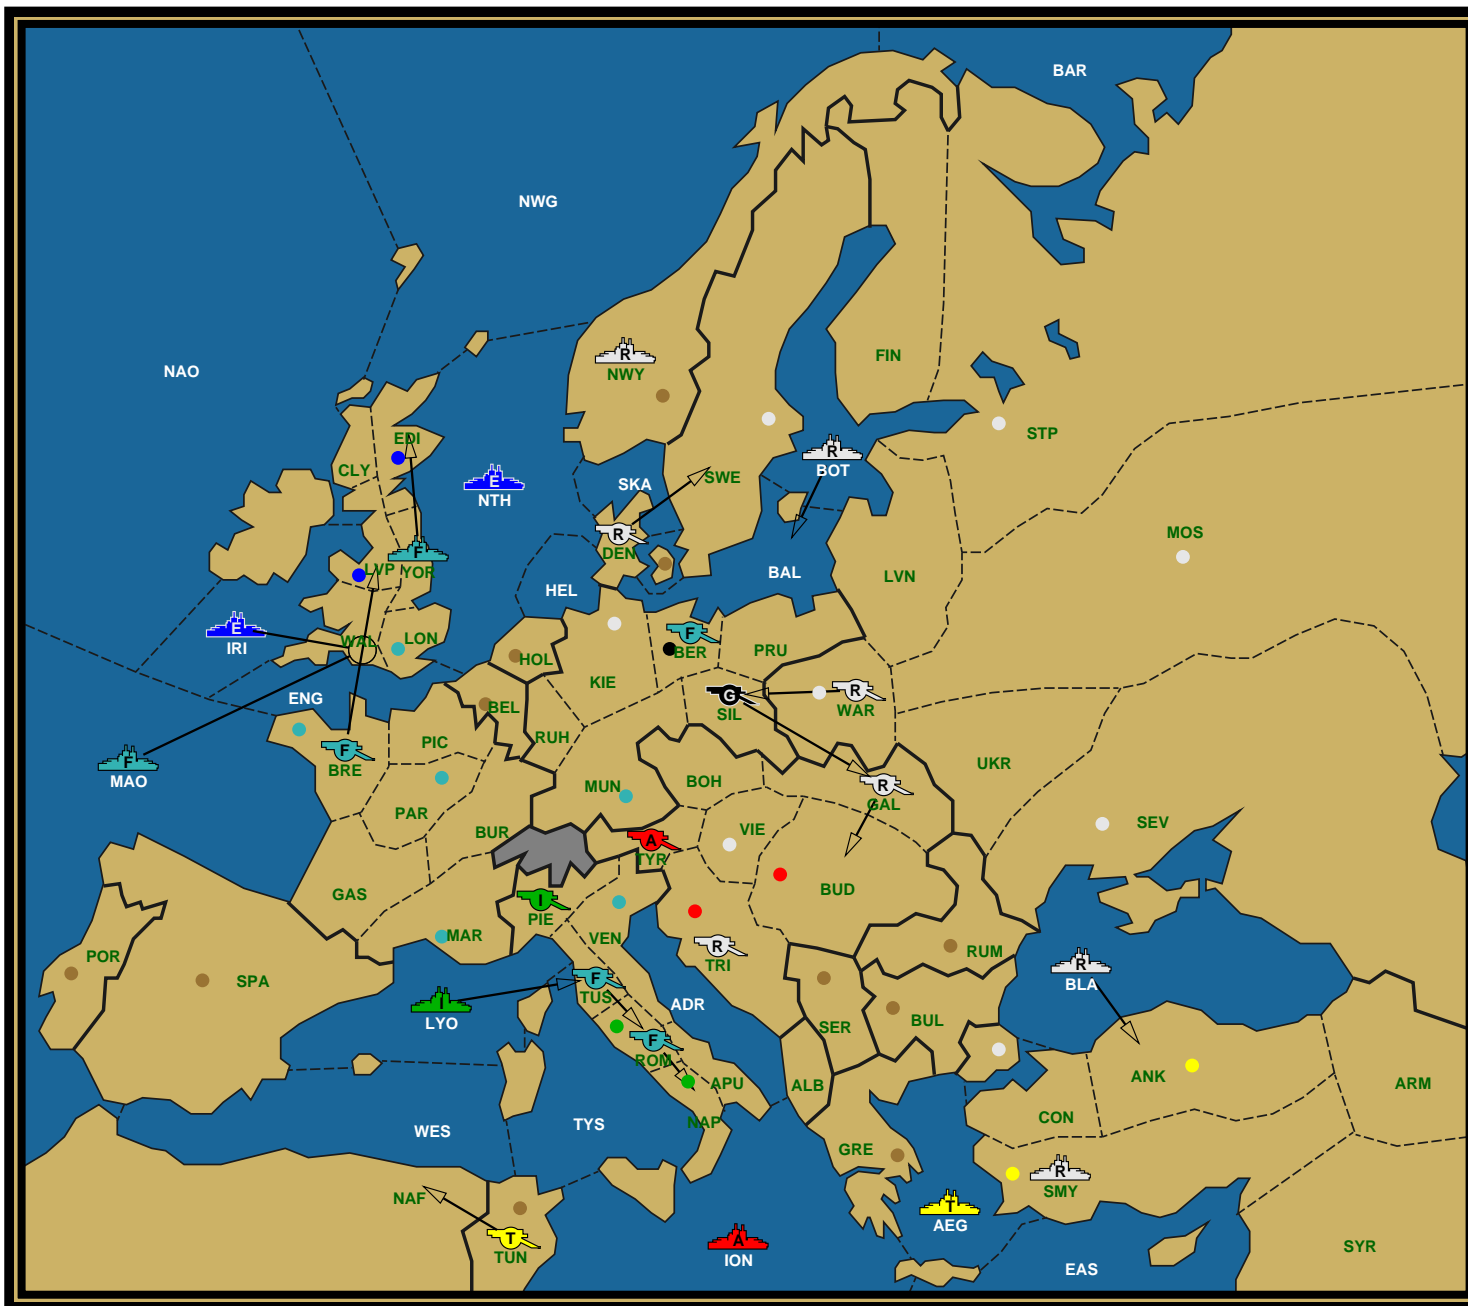 BAR
NWG
NAO
R
NWY
FIN
EDI
STP
CLY
R
BOT
E
NTH
SKA
SWE
MOS
R
DEN
F
YOR
LVP
BAL
LVN
HEL
E
IRI
WAL
LON
F
BER
PRU
HOL
KIE
G
SIL
R
WAR
ENG
BEL
F
BRE
PIC
RUH
F
MAO
UKR
BOH
MUN
R
GAL
PAR
BUR
VIE
SEV
A
TYR
BUD
GAS
I
PIE
MAR
VEN
POR
SPA
R
TRI
RUM
R
BLA
F
TUS
I
LYO
ADR
BUL
SER
F
ROM
APU
ALB
ANK
ARM
CON
NAP
WES
TYS
GRE
R
SMY
NAF
T
AEG
T
TUN
A
ION
SYR
EAS